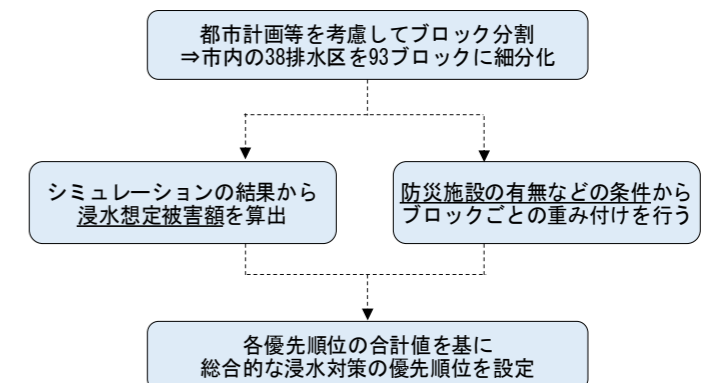 都市計画等を考慮してブロック分割
⇒市内の38排水区を93ブロックに細分化
シミュレーションの結果から
浸水想定被害額を算出
防災施設の有無などの条件から
ブロックごとの重み付けを行う
各優先順位の合計値を基に
総合的な浸水対策の優先順位を設定